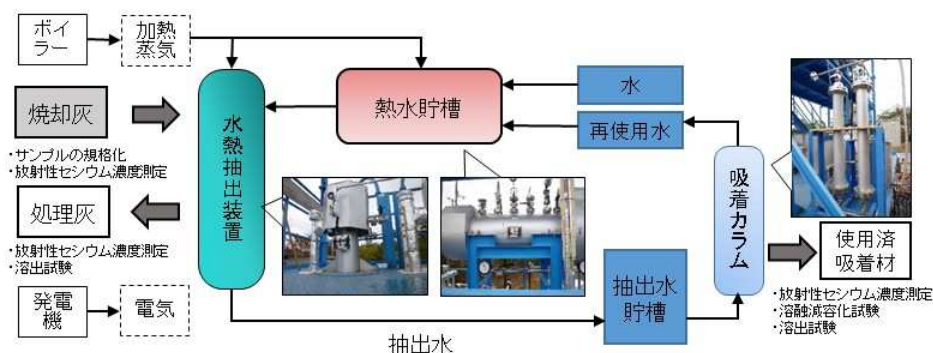 ボイ
ラー
加熱
蒸気
焼却灰
・サンプルの規格化
・放射性セシウム濃度測定
処理灰
・放射性セシウム濃度測定
・溶出試験
発電
機
電気
水熱抽出装置
熱水貯槽
水
再使用水
吸着カラム
抽出水
貯槽
抽出水
使用済
吸着材
・放射性セシウム濃度測定
・溶融減容化試験
・溶出試験